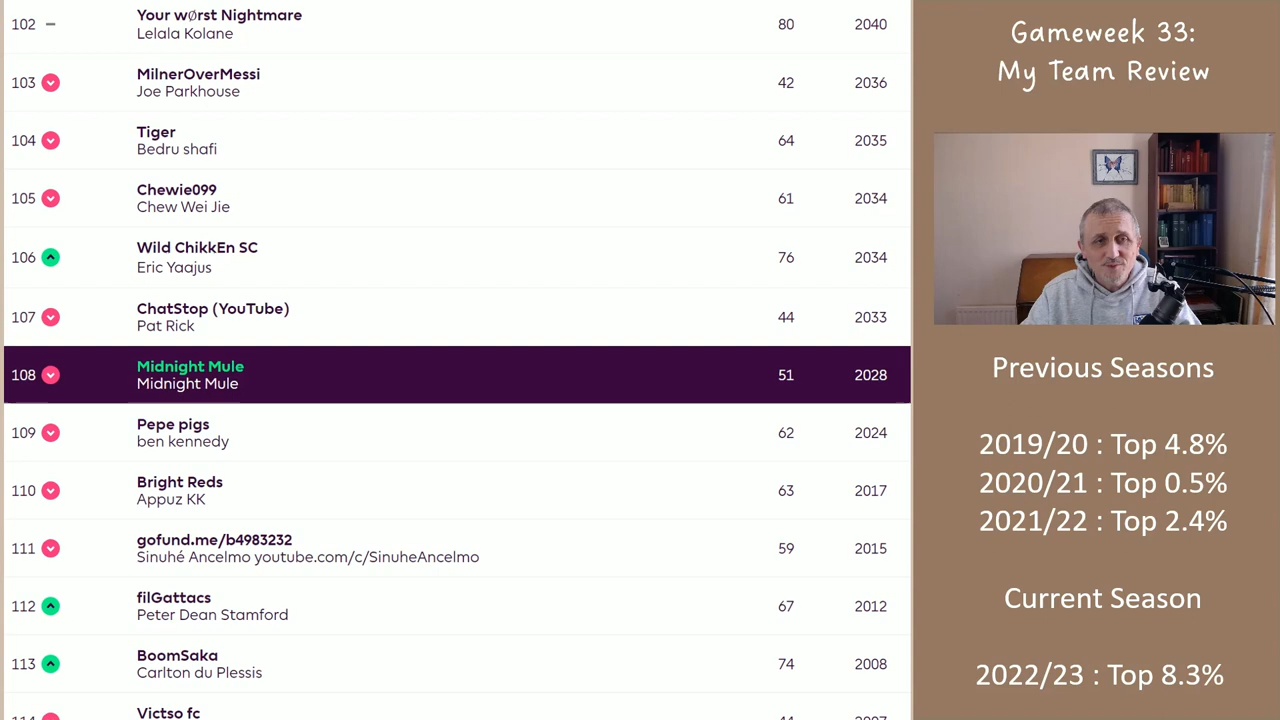 102 Your wørst Nightmare 80 2040
Lelala Kolane
103 MilnerOverMessi 42 2036
Joe Parkhouse
104 Tiger 64 2035
Bedru shafi
105 Chewie099 61 2034
Chew Wei Jie
106 Wild ChikkEn SC 76 2034
Eric Yaajus
107 ChatStop (YouTube) 44 2033
Pat Rick
108 Midnight Mule 51 2028
Midnight Mule
109 Pepe pigs 62 2024
ben kennedy
110 Bright Reds 63 2017
Appuz KK
111 gofund.me/b4983232 59 2015
Sinuhé Ancelmo youtube.com/c/SinuheAncelmo
112 filGattacs 67 2012
Peter Dean Stamford
113 BoomSaka 74 2008
Carlton du Plessis
Victso fc
Gameweek 33:
My Team Review
Previous Seasons
2019/20 : Top 4.8%
2020/21 : Top 0.5%
2021/22 : Top 2.4%
Current Season
2022/23 : Top 8.3%